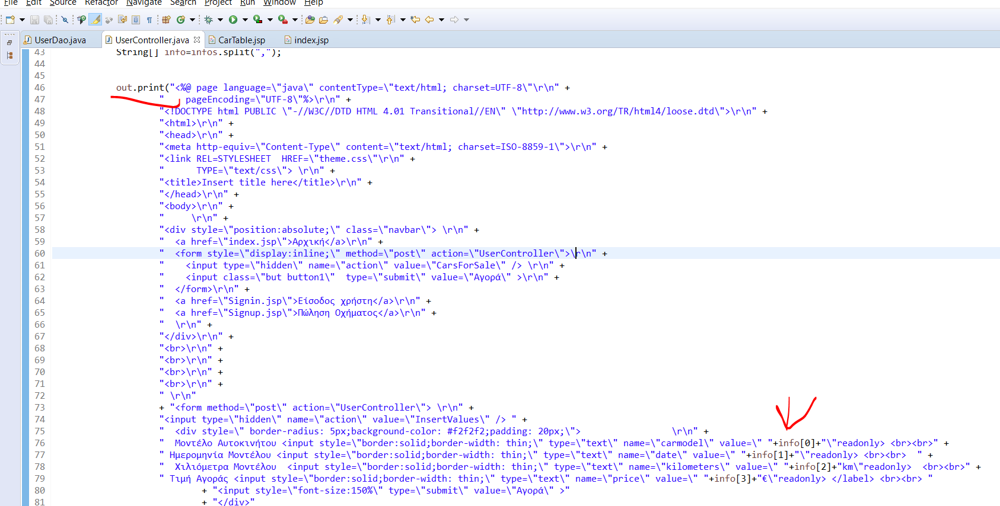 File Edit Source Refactor Navigate Search Project Run Window Help
UserDao.java UserController.java CarTable.jsp index.jsp
43 String[] info=infos.split(",");
44
45
46 out.print("<%@ page language=\"java\" contentType=\"text/html; charset=UTF-8\"\r\n" +
47 "    pageEncoding=\"UTF-8\"%>\r\n" +
48 "<!DOCTYPE html PUBLIC \"-//W3C//DTD HTML 4.01 Transitional//EN\" \"http://www.w3.org/TR/html4/loose.dtd\">\r\n" +
49 "<html>\r\n" +
50 "<head>\r\n" +
51 "<meta http-equiv=\"Content-Type\" content=\"text/html; charset=ISO-8859-1\">\r\n" +
52 "<link REL=STYLESHEET  HREF=\"theme.css\"\r\n" +
53 "      TYPE=\"text/css\"> \r\n" +
54 "<title>Insert title here</title>\r\n" +
55 "</head>\r\n" +
56 "<body>\r\n" +
57 "     \r\n" +
58 "<div style=\"position:absolute;\" class=\"navbar\"> \r\n" +
59 "  <a href=\"index.jsp\">Αρχική</a>\r\n" +
60 "  <form style=\"display:inline;\" method=\"post\" action=\"UserController\">\r\n" +
61 "    <input type=\"hidden\" name=\"action\" value=\"CarsForSale\" /> \r\n" +
62 "    <input class=\"but button1\"  type=\"submit\" value=\"Αγορά\" >\r\n" +
63 "  </form>\r\n" +
64 "  <a href=\"Signin.jsp\">Είσοδος χρήστη</a>\r\n" +
65 "  <a href=\"Signup.jsp\">Πώληση Οχήματος</a>\r\n" +
66 "  \r\n" +
67 "</div>\r\n" +
68 "<br>\r\n" +
69 "<br>\r\n" +
70 "<br>\r\n" +
71 "<br>\r\n" +
72 " \r\n"
73 + "<form method=\"post\" action=\"UserController\"> \r\n" +
74 "<input type=\"hidden\" name=\"action\" value=\"InsertValues\" /> " +
75 "  <div style=\" border-radius: 5px;background-color: #f2f2f2;padding: 20px;\">                 \r\n" +
76 "  Μοντέλο Αυτοκινήτου <input style=\"border:solid;border-width: thin;\" type=\"text\" name=\"carmodel\" value=\" "+info[0]+"\"readonly> <br><br>" +
77 " Ημερομηνία Μοντέλου <input style=\"border:solid;border-width: thin;\" type=\"text\" name=\"date\" value=\" "+info[1]+"\"readonly> <br><br>  " +
78 "  Χιλιόμετρα Μοντέλου  <input style=\"border:solid;border-width: thin;\" type=\"text\" name=\"kilometers\" value=\" "+info[2]+"km\"readonly>  <br><br>" +
79 " Τιμή Αγοράς <input style=\"border:solid;border-width: thin;\" type=\"text\" name=\"price\" value=\" "+info[3]+"€\"readonly> </label> <br><br> "
80 + "<input style=\"font-size:150%\" type=\"submit\" value=\"Αγορά\" >"
81 + "</div>"